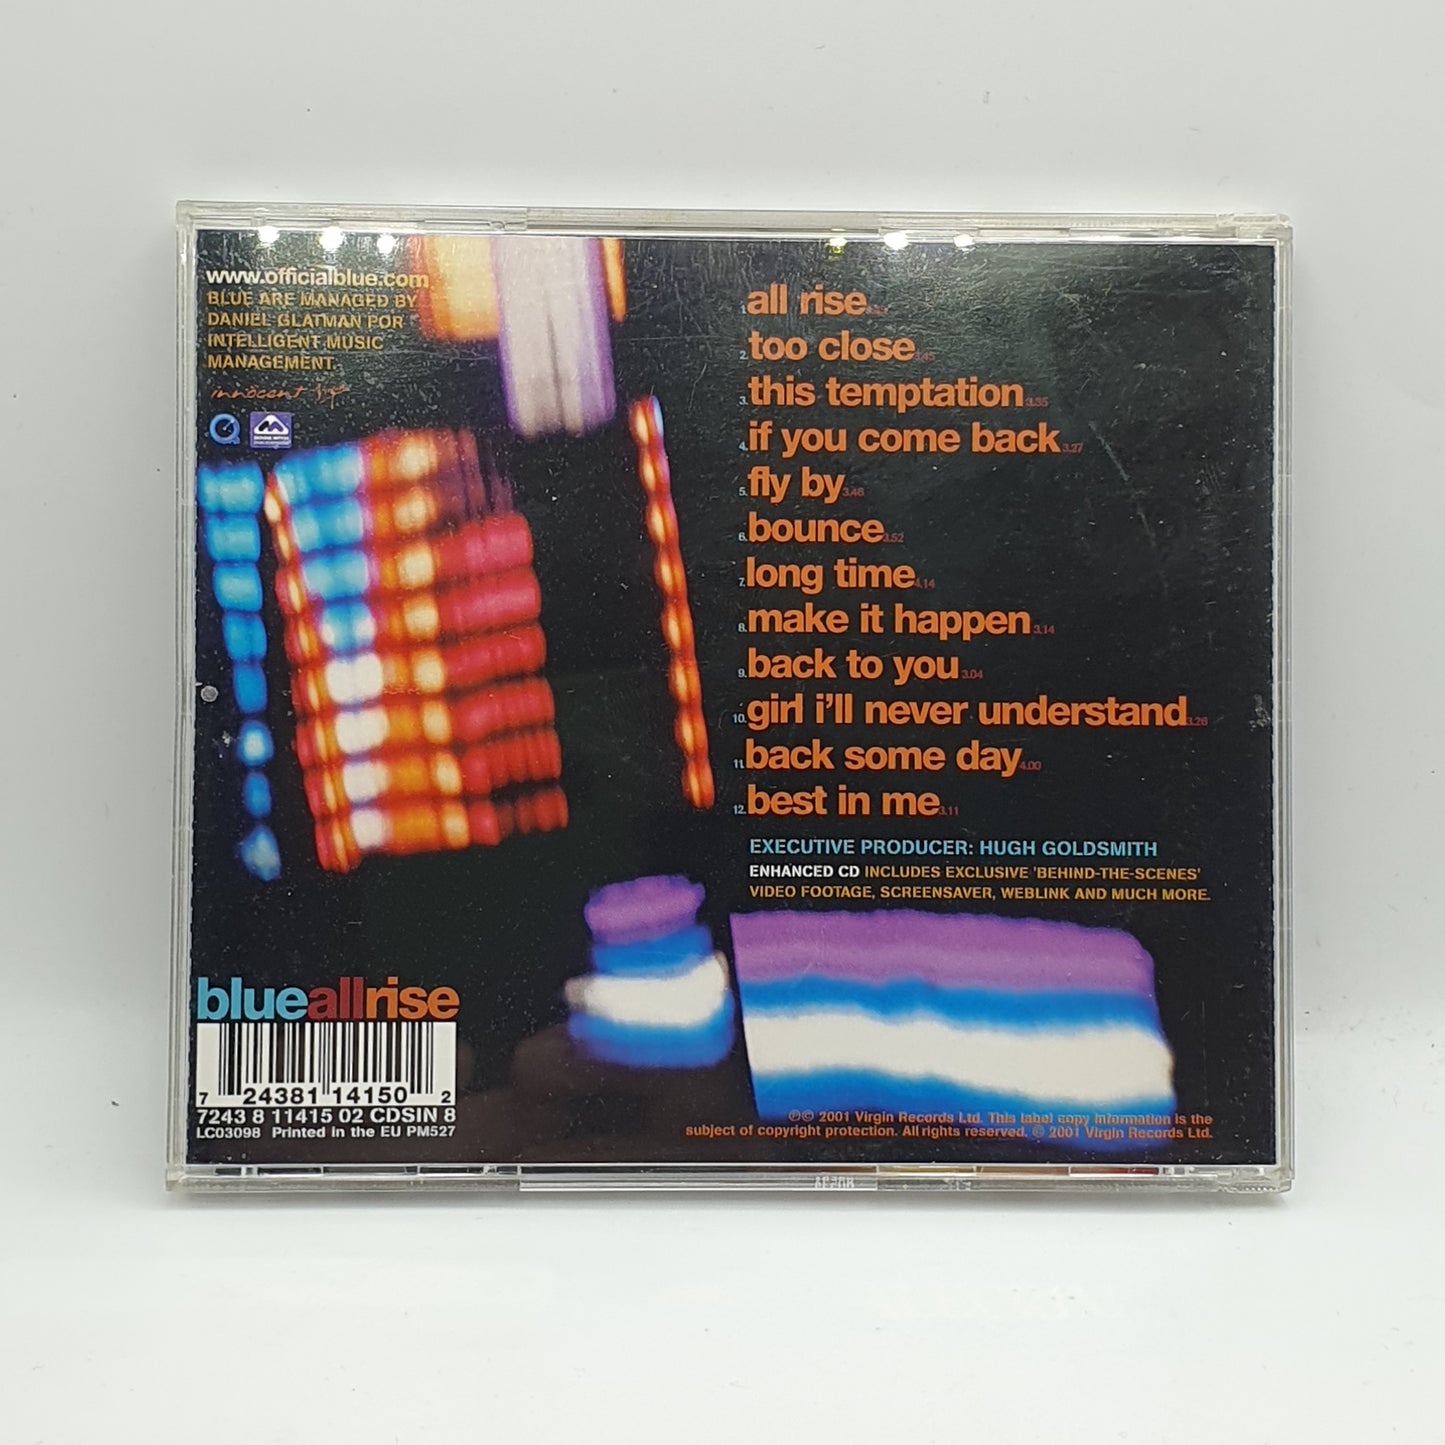 www.officialblue.com
BLUE ARE MANAGED BY
DANIEL GLATMAN FOR
INTELLIGENT MUSIC
MANAGEMENT.
innocent
1. all rise
2. too close 3.45
3. this temptation 3.35
4. if you come back 3.27
5. fly by 3.48
6. bounce 3.52
7. long time 4.14
8. make it happen 3.14
9. back to you 3.04
10. girl i'll never understand 3.26
11. back some day 4.00
12. best in me 3.11
EXECUTIVE PRODUCER: HUGH GOLDSMITH
ENHANCED CD INCLUDES EXCLUSIVE 'BEHIND-THE-SCENES'
VIDEO FOOTAGE, SCREENSAVER, WEBLINK AND MUCH MORE.
blueallrise
7 24381 14150 2
7243 8 11415 02 CDSIN 8
LC03098 Printed in the EU PM527
℗© 2001 Virgin Records Ltd. This label copy information is the
subject of copyright protection. All rights reserved. © 2001 Virgin Records Ltd.